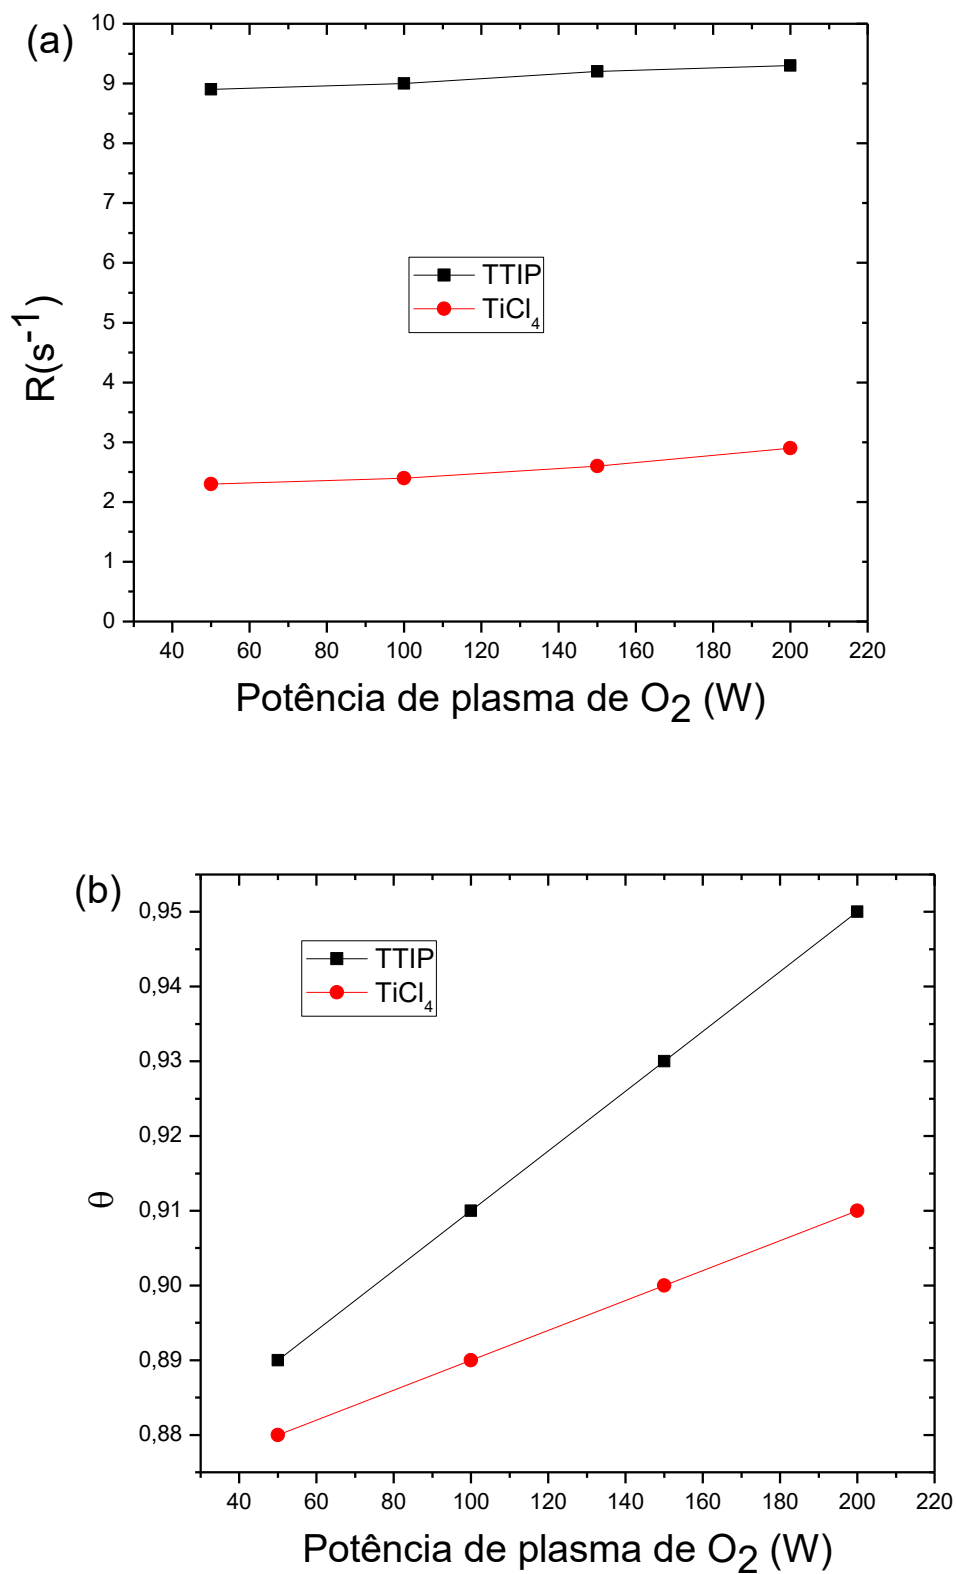 (a)
10
9
8
7
6
5
4
3
2
1
0
R(s-1)
TTIP
TiCl4
40 60 80 100 120 140 160 180 200 220
Potência de plasma de O2 (W)
(b)
0,95
0,94
0,93
0,92
0,91
0,90
0,89
0,88
θ
TTIP
TiCl4
40 60 80 100 120 140 160 180 200 220
Potência de plasma de O2 (W)